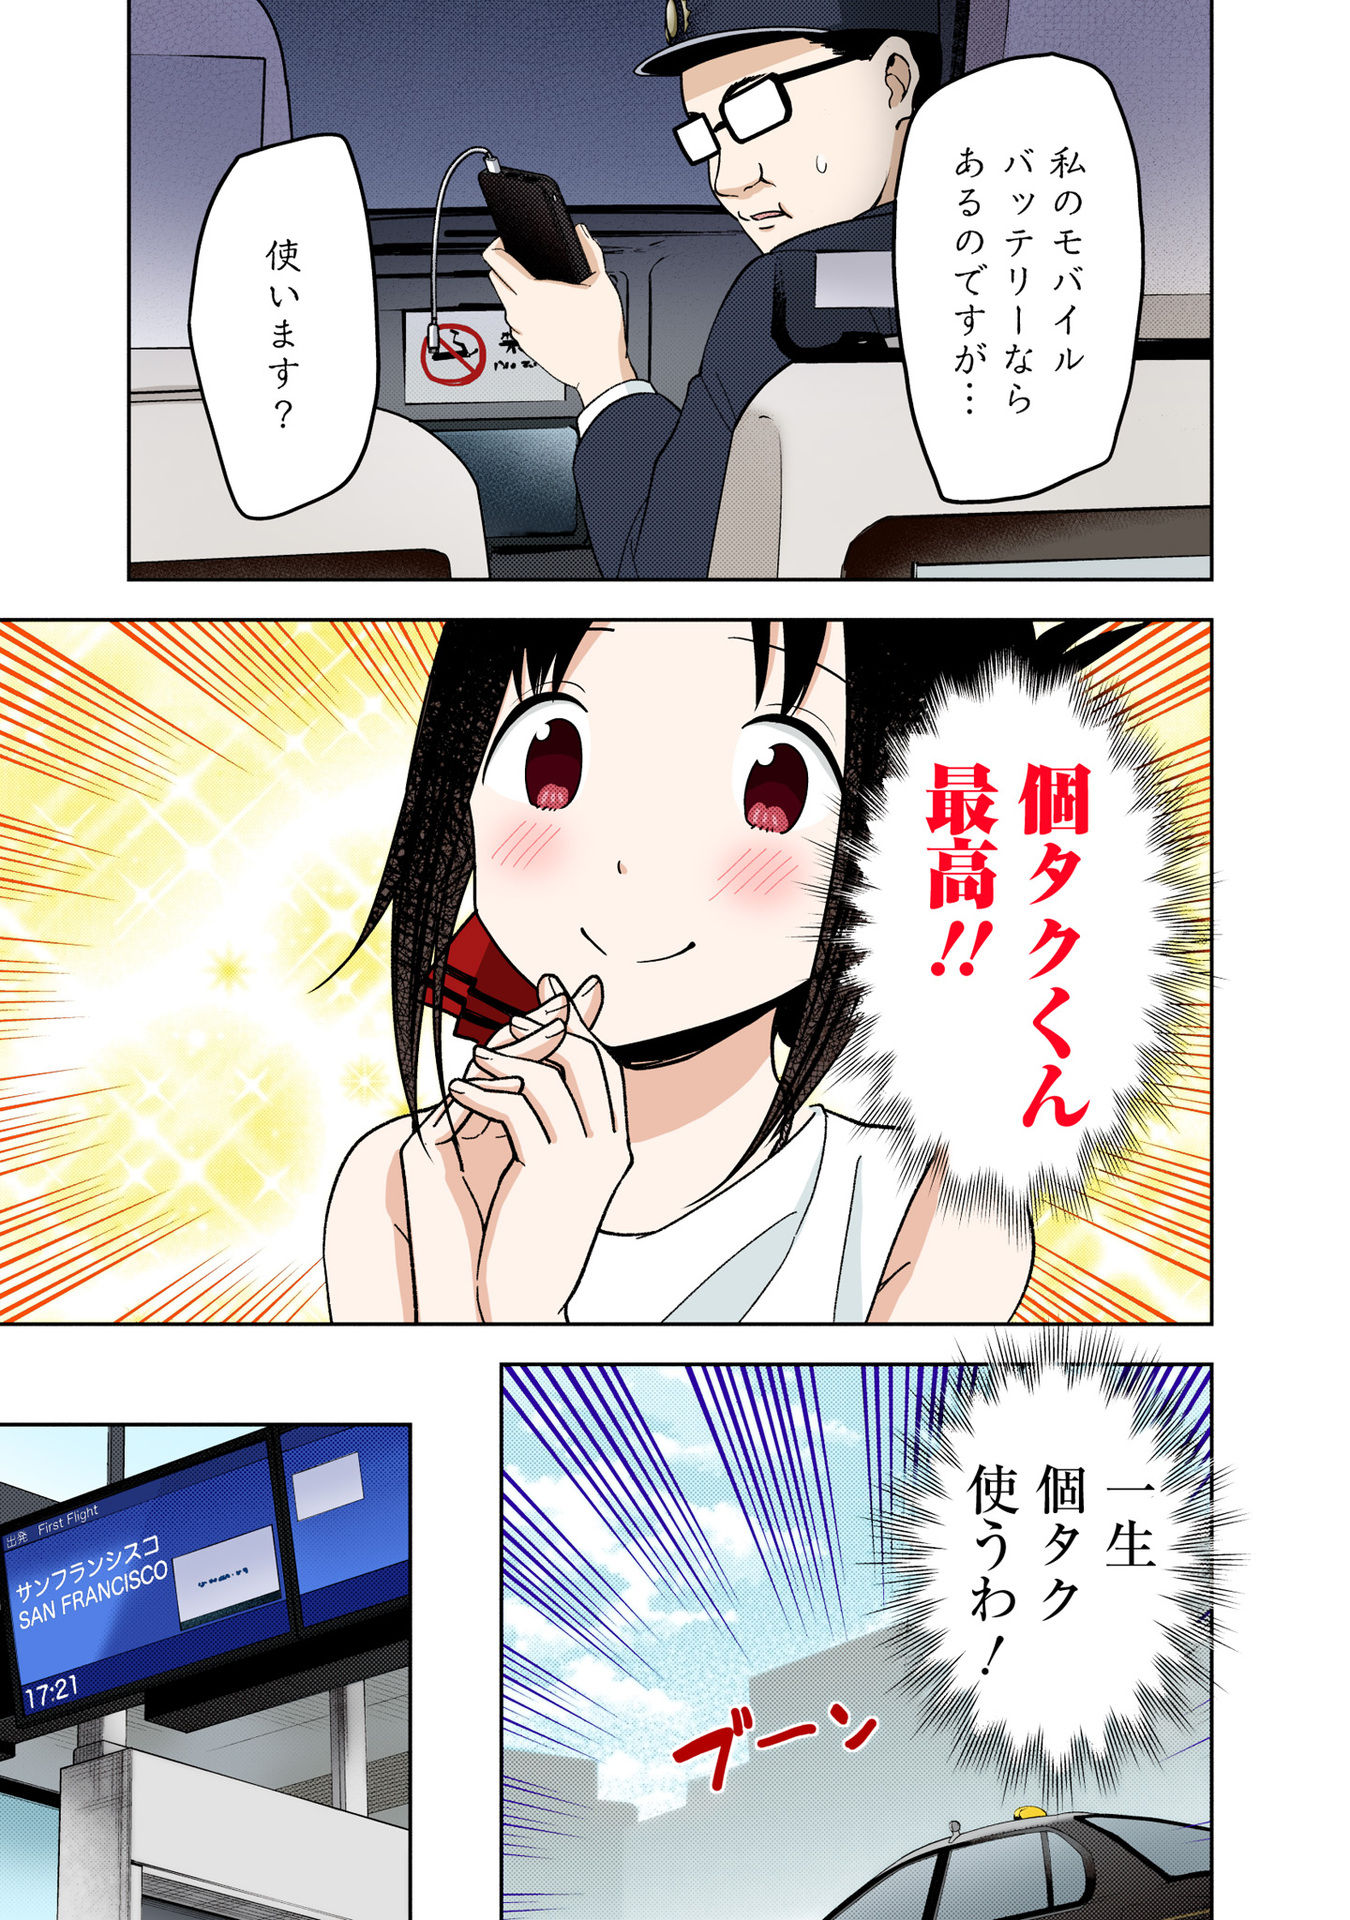 私のモバイル
バッテリーなら
あるのですが…
使います？
個タクくん
最高!!
一生
個タク
使うわ！
ブーン
出発 First Flight
サンフランシスコ
SAN FRANCISCO
17:21